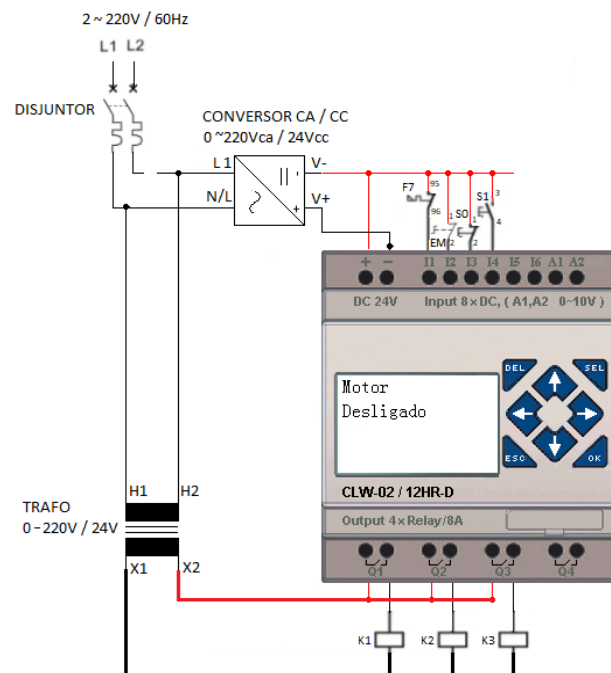 2 ~ 220V / 60Hz
L1 L2
DISJUNTOR
CONVERSOR CA / CC
0 ~220Vca / 24Vcc
L1
V-
N/L
V+
F7
95
96
EM
1
2
S0
1
2
S1
3
4
+ − I1 I2 I3 I4 I5 I6 A1 A2
DC 24V Input 8×DC, ( A1,A2 0~10V )
Motor
Desligado
DEL
SEL
ESC
OK
CLW-02 / 12HR-D
Output 4×Relay/8A
Q1 Q2 Q3 Q4
H1 H2
TRAFO
0 – 220V / 24V
X1 X2
K1 K2 K3